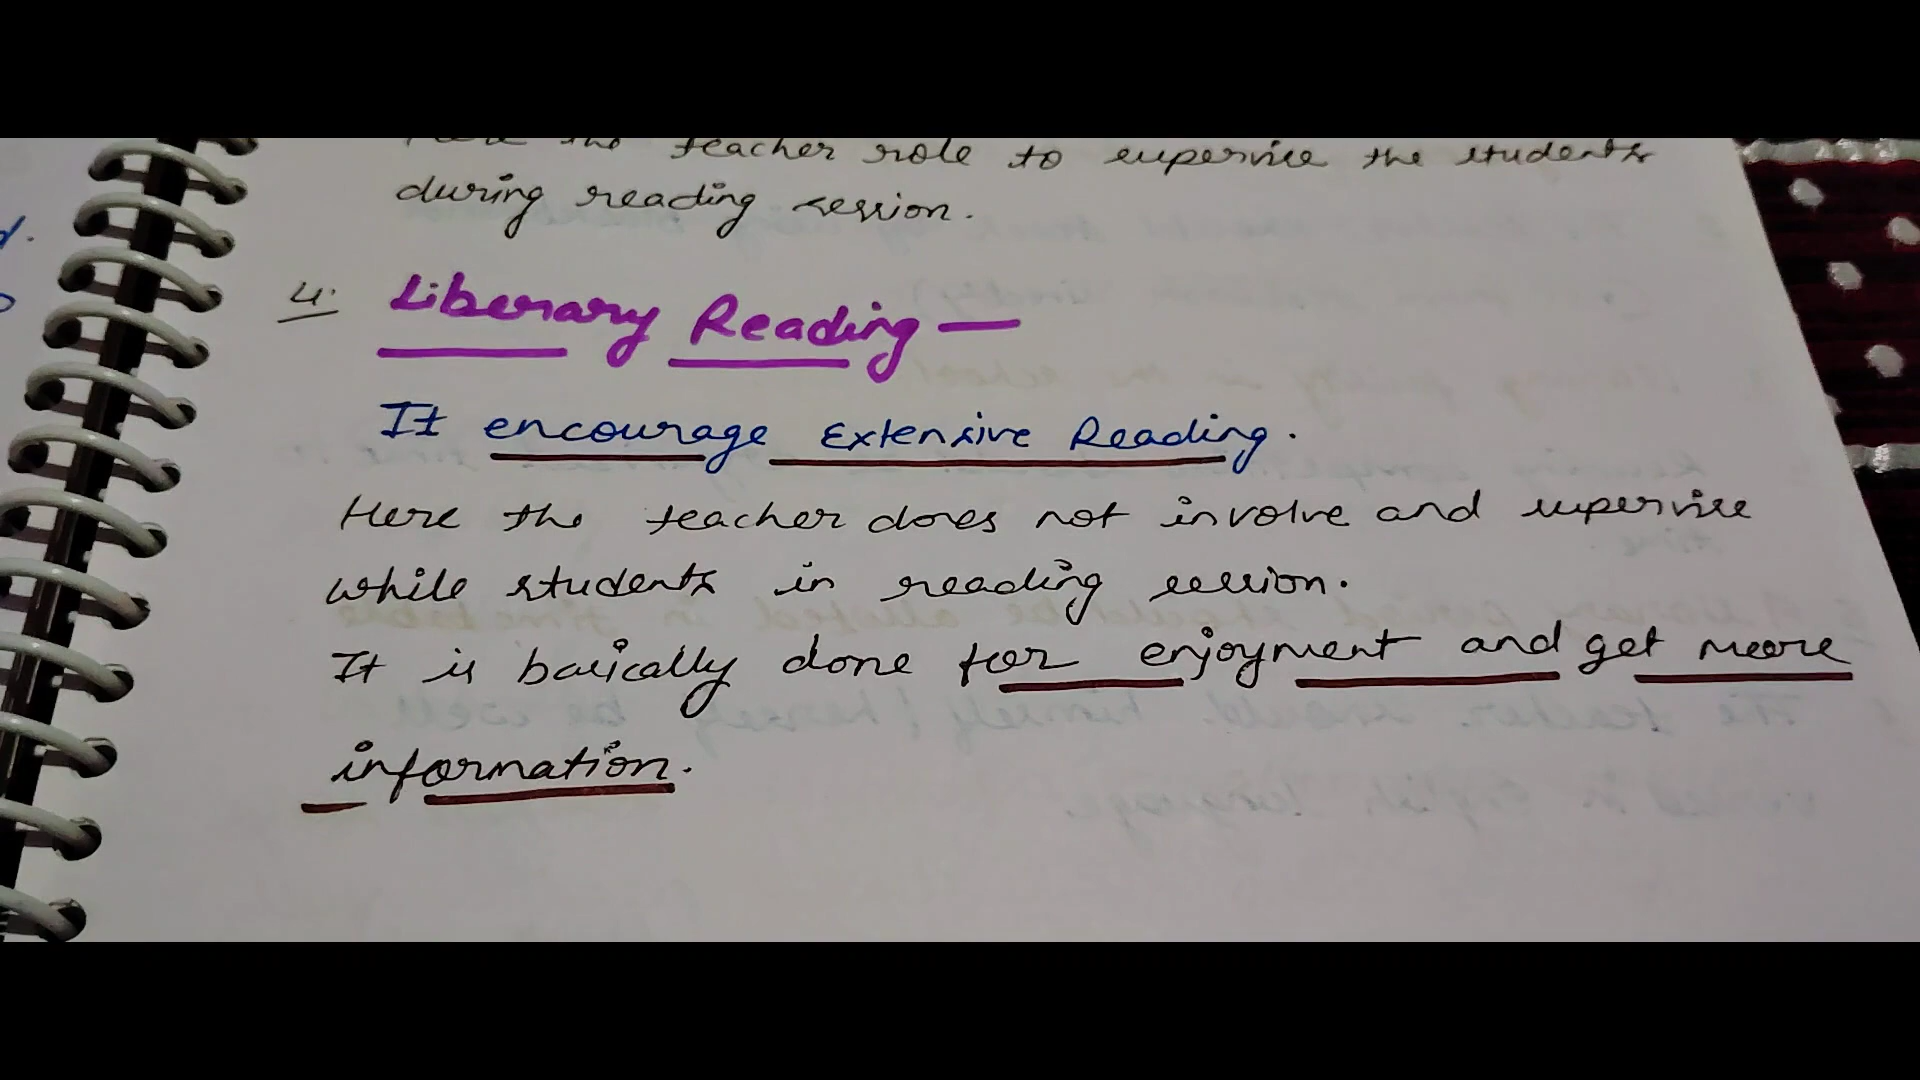 Here the teacher role to supervise the students
during reading session.
4. Liberary Reading —
It encourage Extensive Reading.
Here the teacher does not involve and supervise
while students in reading session.
It is basically done for enjoyment and get more
information.